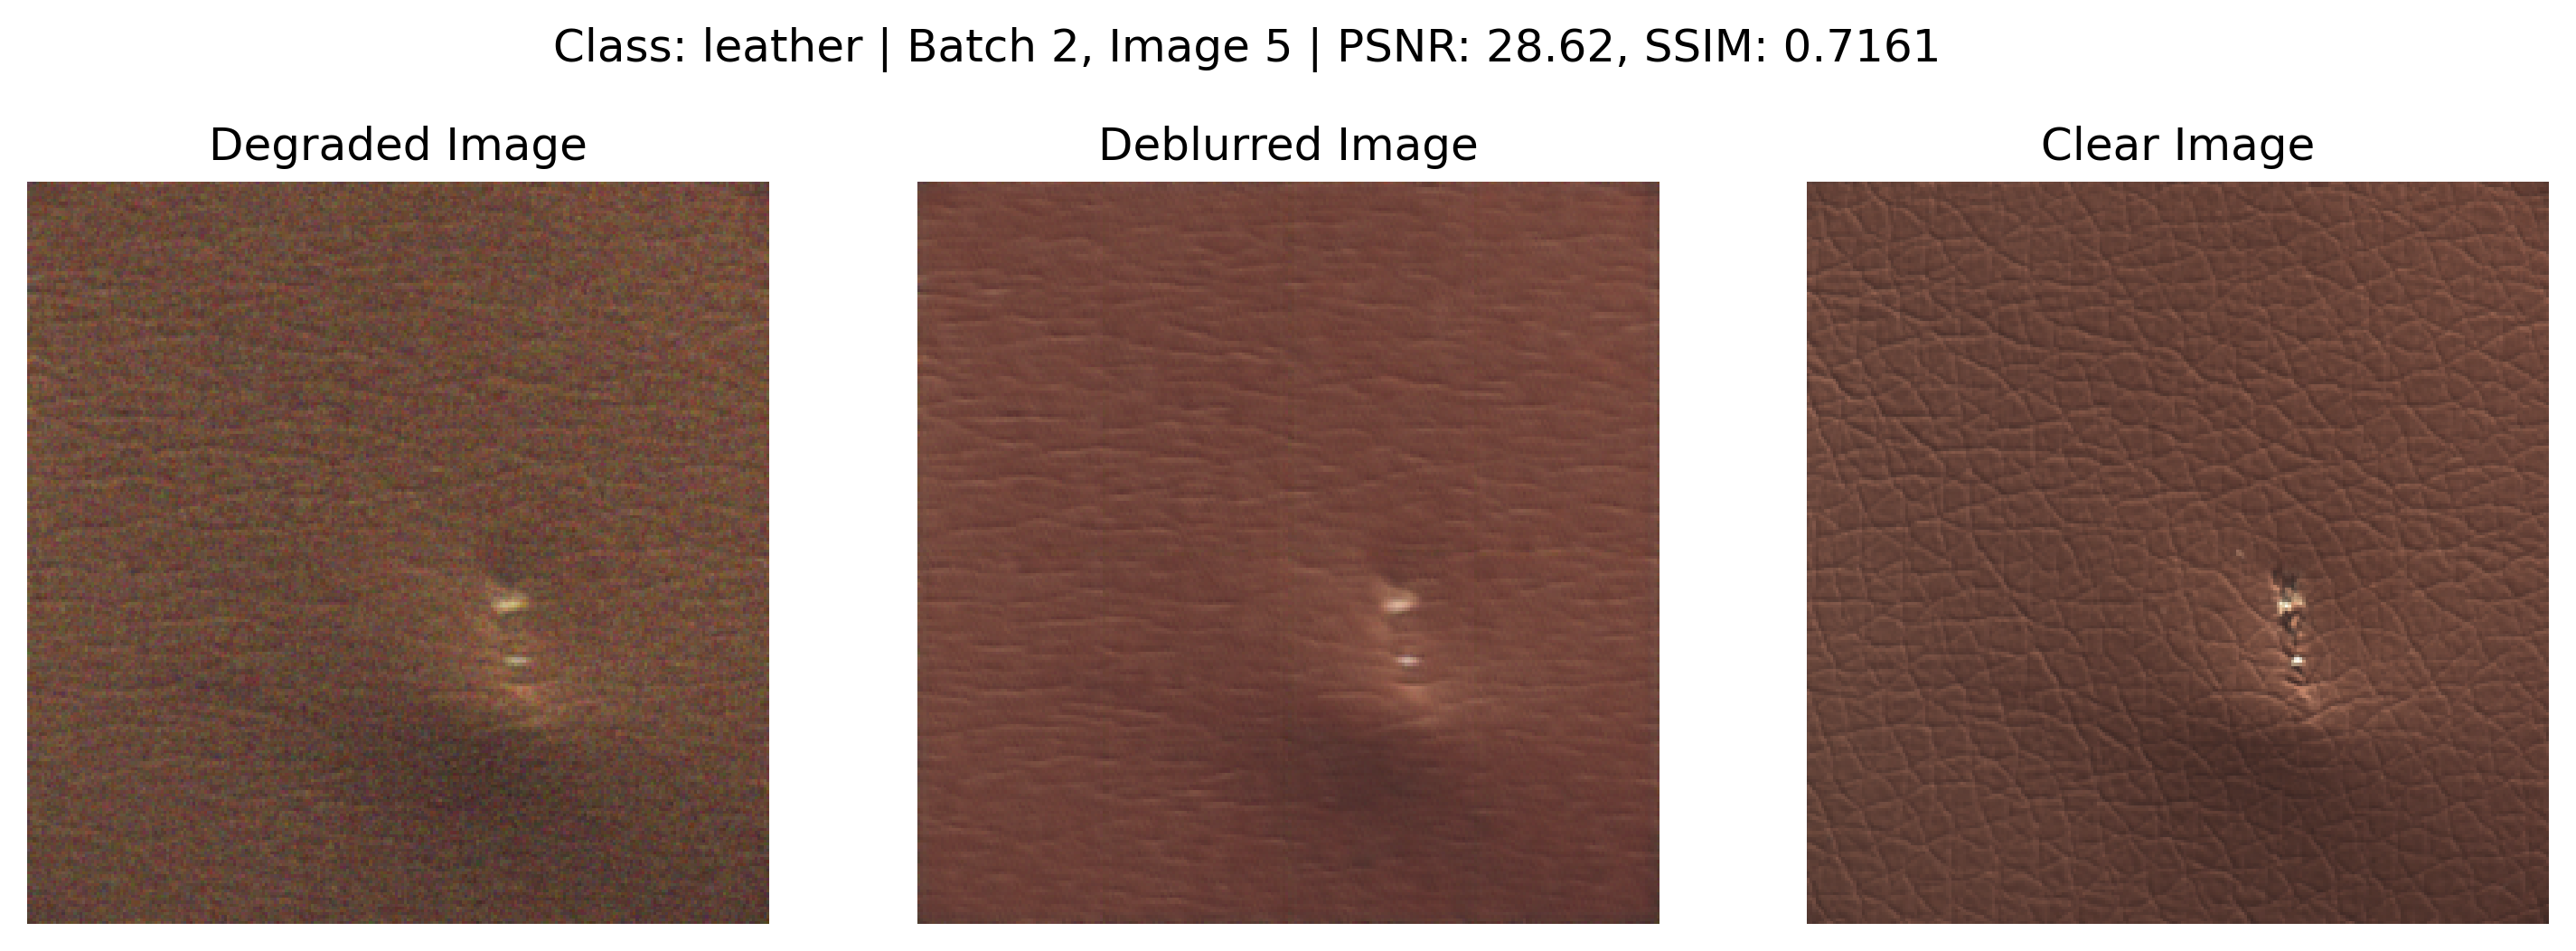 Class: leather | Batch 2, Image 5 | PSNR: 28.62, SSIM: 0.7161
Degraded Image
Deblurred Image
Clear Image